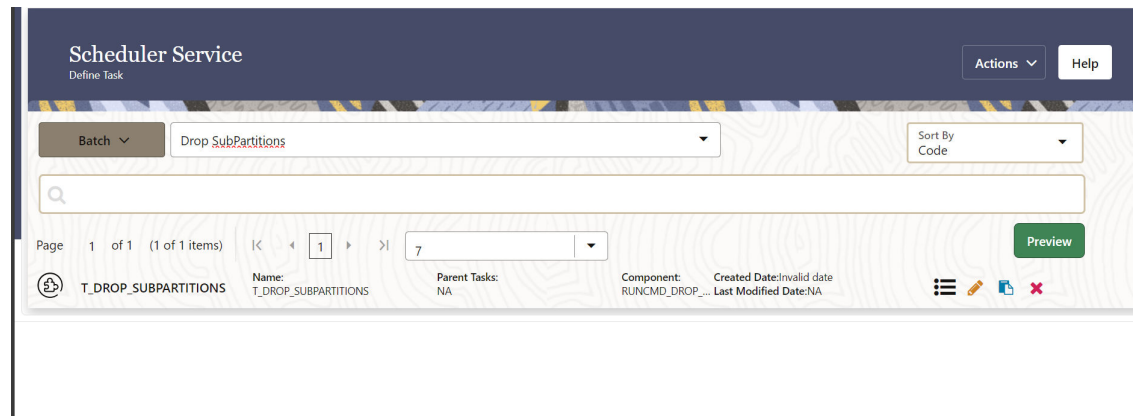 Scheduler Service
Define Task
Actions
Help
Batch
Drop SubPartitions
Sort By
Code
Page 1 of 1 (1 of 1 items) 1 7
Preview
T_DROP_SUBPARTITIONS
Name:
T_DROP_SUBPARTITIONS
Parent Tasks:
NA
Component:
RUNCMD_DROP_...
Created Date:Invalid date
Last Modified Date:NA